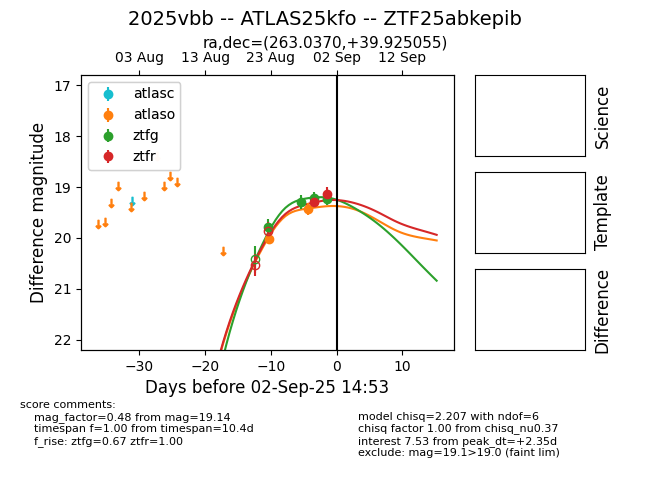 2025vbb -- ATLAS25kfo -- ZTF25abkepib
ra,dec=(263.0370,+39.925055)
03 Aug 13 Aug 23 Aug 02 Sep 12 Sep
atlasc
atlaso
ztfg
ztfr
17
18
19
20
21
22
Difference magnitude
−30 −20 −10 0 10
Days before 02-Sep-25 14:53
Science
Template
Difference
score comments:
mag_factor=0.48 from mag=19.14
timespan f=1.00 from timespan=10.4d
f_rise: ztfg=0.67 ztfr=1.00
model chisq=2.207 with ndof=6
chisq factor 1.00 from chisq_nu0.37
interest 7.53 from peak_dt=+2.35d
exclude: mag=19.1>19.0 (faint lim)